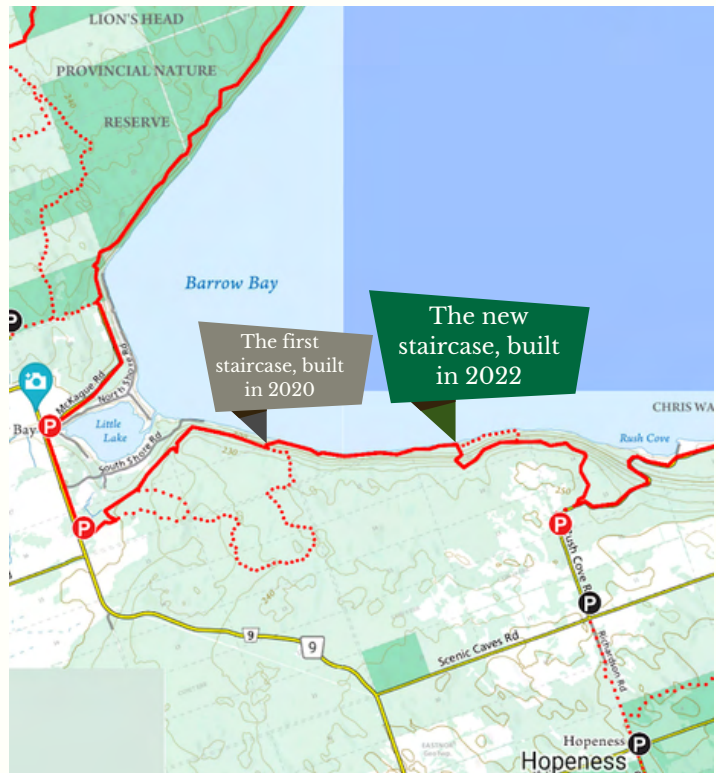 LION'S HEAD
PROVINCIAL NATURE
RESERVE
240
Barrow Bay
The first
staircase, built
in 2020
The new
staircase, built
in 2022
CHRIS WA
Rush Cove
McKague Rd
North Shore Rd
Bay
P
Little
Lake
South Shore Rd
230
250
P
P
Rush Cove R
240
P
9
9
Scenic Caves Rd
Richardson Rd
Hopeness
P
Hopeness